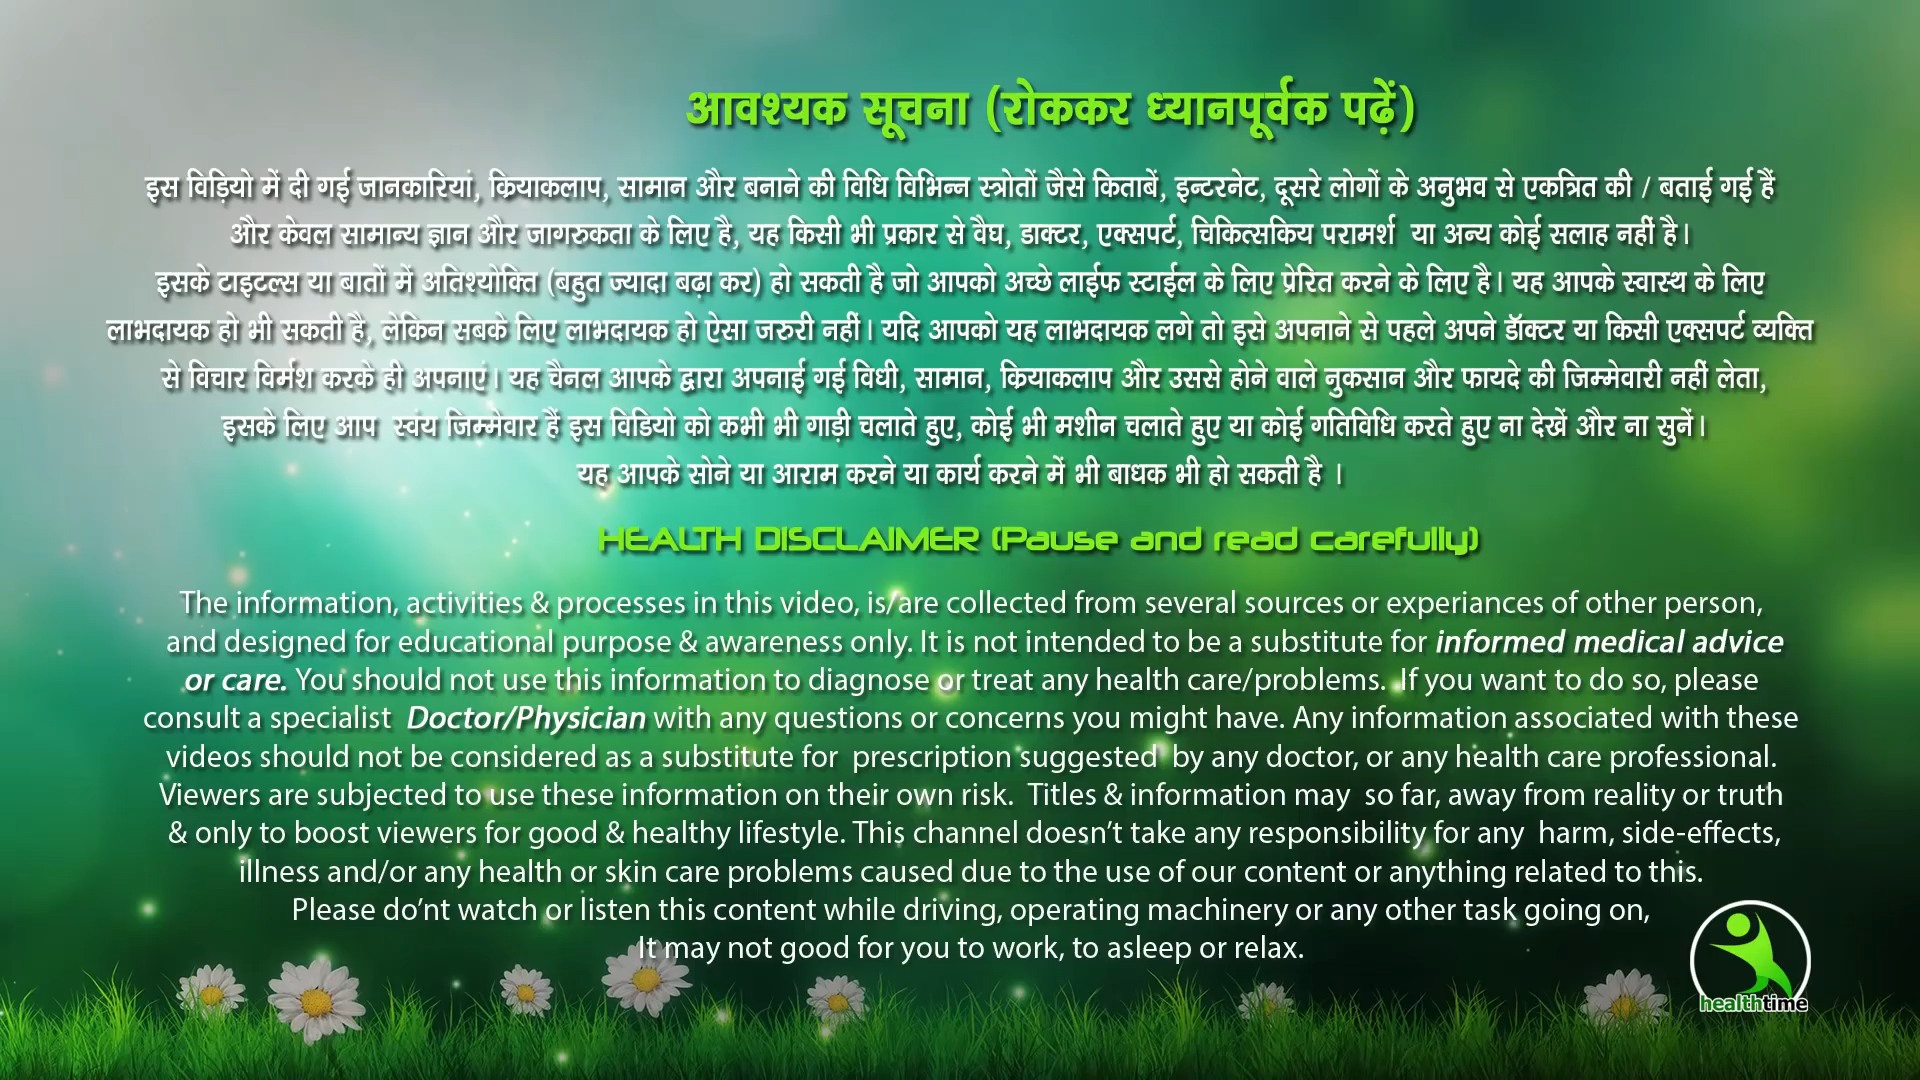 आवश्यक सूचना (रोककर ध्यानपूर्वक पढ़ें)
इस विड़ियो में दी गई जानकारियां, क्रियाकलाप, सामान और बनाने की विधि विभिन्न स्त्रोतों जैसे किताबें, इन्टरनेट, दूसरे लोगों के अनुभव से एकत्रित की / बताई गई हैं
और केवल सामान्य ज्ञान और जागरुकता के लिए है, यह किसी भी प्रकार से वैघ, डाक्टर, एक्सपर्ट, चिकित्सकिय परामर्श या अन्य कोई सलाह नहीं है।
इसके टाइटल्स या बातों में अतिश्योक्ति (बहुत ज्यादा बढ़ा कर) हो सकती है जो आपको अच्छे लाईफ स्टाईल के लिए प्रेरित करने के लिए है। यह आपके स्वास्थ के लिए
लाभदायक हो भी सकती है, लेकिन सबके लिए लाभदायक हो ऐसा जरुरी नहीं। यदि आपको यह लाभदायक लगे तो इसे अपनाने से पहले अपने डॉक्टर या किसी एक्सपर्ट व्यक्ति
से विचार विर्मश करके ही अपनाएं। यह चैनल आपके द्वारा अपनाई गई विधी, सामान, क्रियाकलाप और उससे होने वाले नुकसान और फायदे की जिम्मेवारी नहीं लेता,
इसके लिए आप स्वंय जिम्मेवार हैं इस विडियो को कभी भी गाड़ी चलाते हुए, कोई भी मशीन चलाते हुए या कोई गतिविधि करते हुए ना देखें और ना सुनें।
यह आपके सोने या आराम करने या कार्य करने में भी बाधक भी हो सकती है ।
HEALTH DISCLAIMER (Pause and read carefully)
The information, activities & processes in this video, is/are collected from several sources or experiances of other person,
and designed for educational purpose & awareness only. It is not intended to be a substitute for informed medical advice
or care. You should not use this information to diagnose or treat any health care/problems. If you want to do so, please
consult a specialist Doctor/Physician with any questions or concerns you might have. Any information associated with these
videos should not be considered as a substitute for prescription suggested by any doctor, or any health care professional.
Viewers are subjected to use these information on their own risk. Titles & information may so far, away from reality or truth
& only to boost viewers for good & healthy lifestyle. This channel doesn't take any responsibility for any harm, side-effects,
illness and/or any health or skin care problems caused due to the use of our content or anything related to this.
Please do'nt watch or listen this content while driving, operating machinery or any other task going on,
It may not good for you to work, to asleep or relax.
healthtime